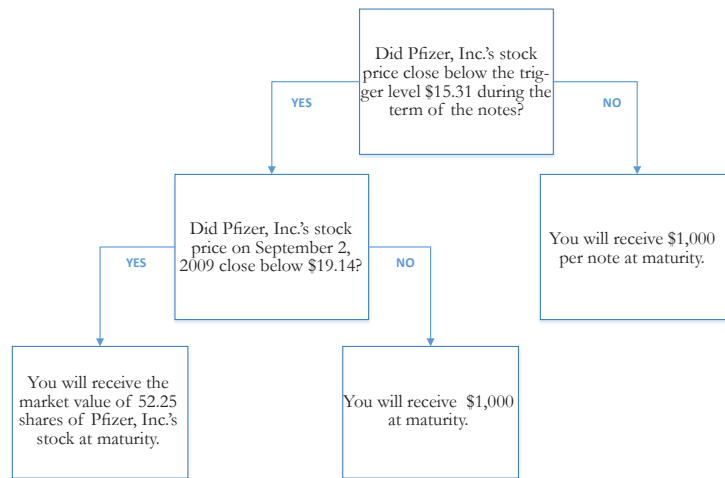 Did Pfizer, Inc.'s stock
price close below the trig-
ger level $15.31 during the
term of the notes?
YES
NO
Did Pfizer, Inc.'s stock
price on September 2,
2009 close below $19.14?
You will receive $1,000
per note at maturity.
YES
NO
You will receive the
market value of 52.25
shares of Pfizer, Inc.'s
stock at maturity.
You will receive $1,000
at maturity.